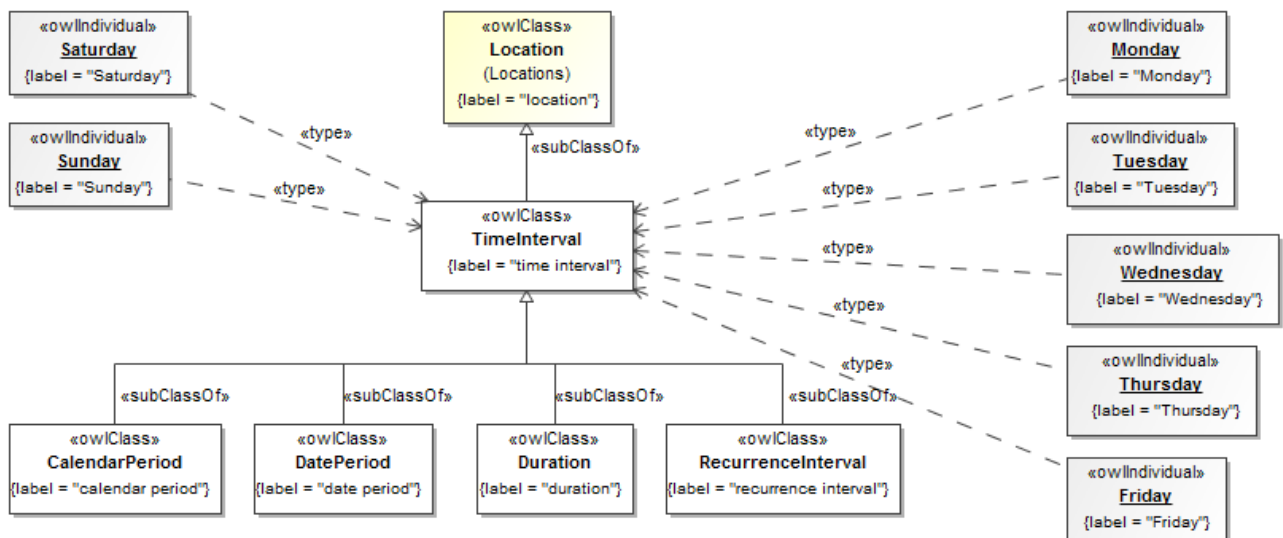 «owlIndividual»
Saturday
{label = "Saturday"}
«owlClass»
Location
(Locations)
{label = "location"}
«owlIndividual»
Monday
{label = "Monday"}
«owlIndividual»
Sunday
{label = "Sunday"}
«type»
«type»
«subClassOf»
«type»
«type»
«type»
«type»
«type»
«owlIndividual»
Tuesday
{label = "Tuesday"}
«owlClass»
TimeInterval
{label = "time interval"}
«owlIndividual»
Wednesday
{label = "Wednesday"}
«owlIndividual»
Thursday
{label = "Thursday"}
«subClassOf»
«subClassOf»
«subClassOf»
«subClassOf»
«owlClass»
CalendarPeriod
{label = "calendar period"}
«owlClass»
DatePeriod
{label = "date period"}
«owlClass»
Duration
{label = "duration"}
«owlClass»
RecurrenceInterval
{label = "recurrence interval"}
«owlIndividual»
Friday
{label = "Friday"}